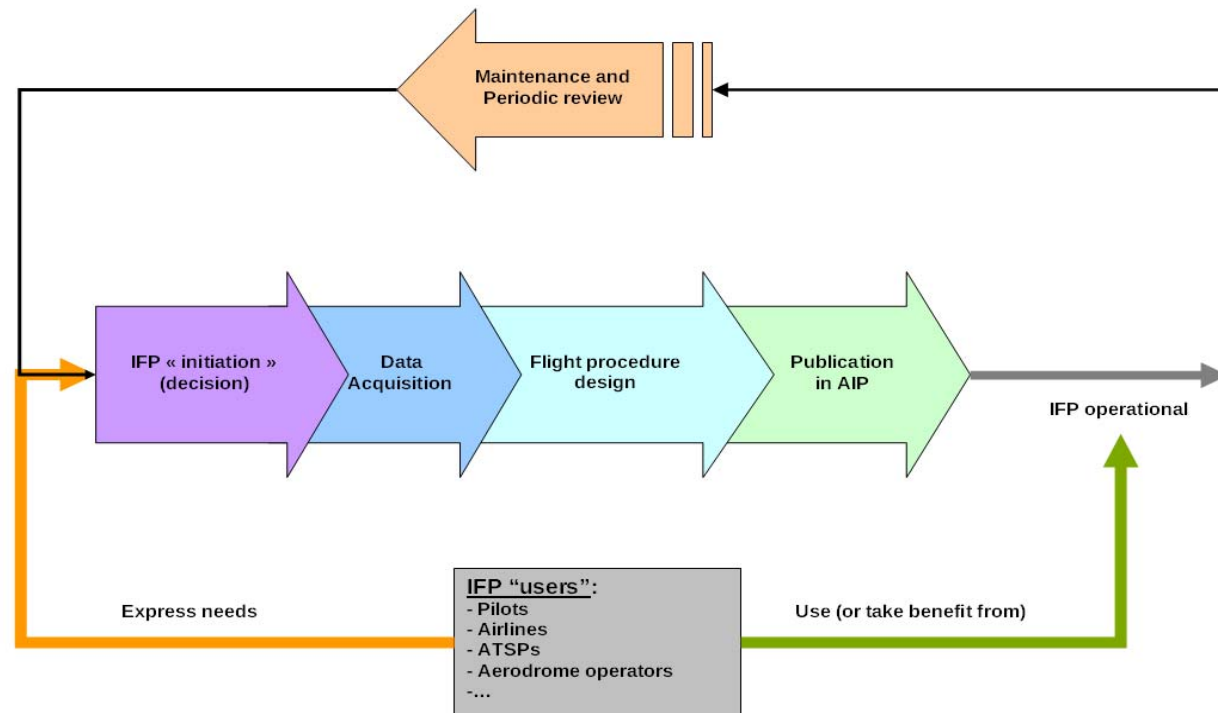 Maintenance and
Periodic review
IFP « initiation »
(decision)
Data
Acquisition
Flight procedure
design
Publication
in AIP
IFP operational
Express needs
IFP “users”:
- Pilots
- Airlines
- ATSPs
- Aerodrome operators
-...
Use (or take benefit from)